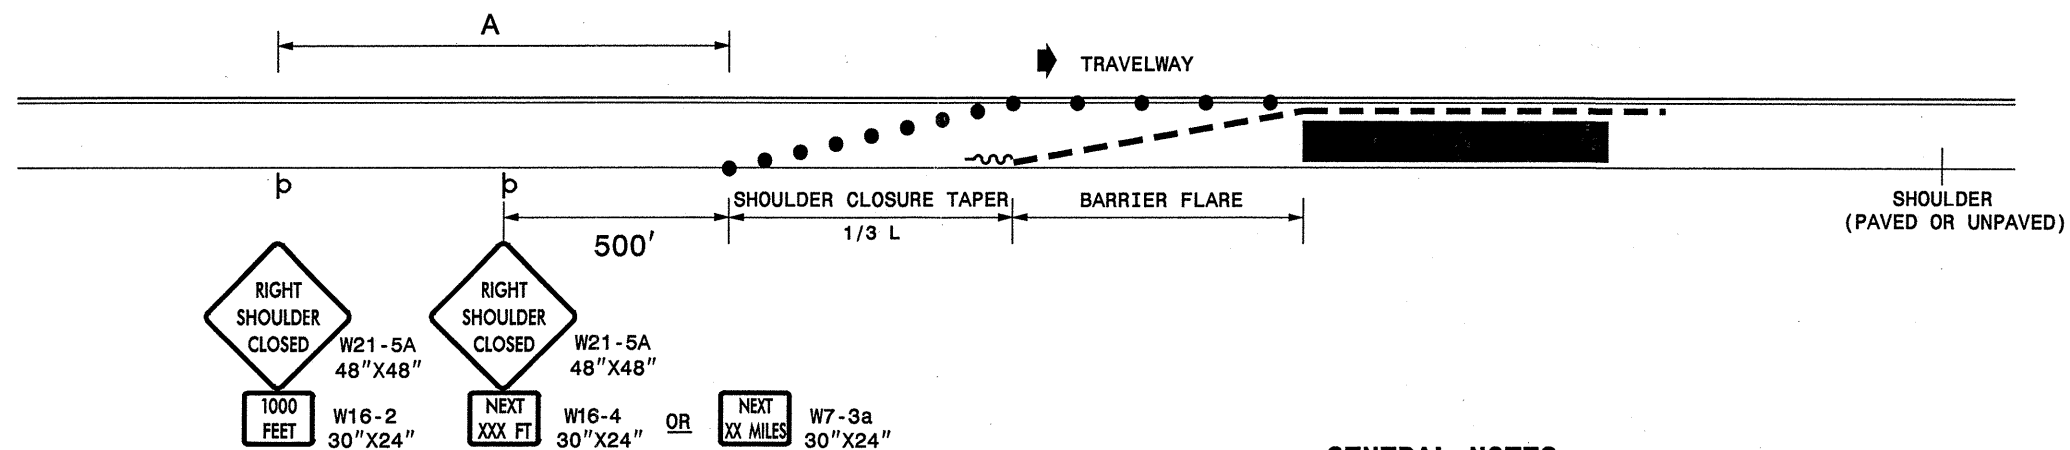 A
TRAVELWAY
p
p
SHOULDER CLOSURE TAPER
BARRIER FLARE
1/3 L
500'
SHOULDER
(PAVED OR UNPAVED)
RIGHT
SHOULDER
CLOSED
W21-5A
48"X48"
1000
FEET
W16-2
30"X24"
RIGHT
SHOULDER
CLOSED
W21-5A
48"X48"
NEXT
XXX FT
W16-4
30"X24"
OR
NEXT
XX MILES
W7-3a
30"X24"
GENERAL NOTES